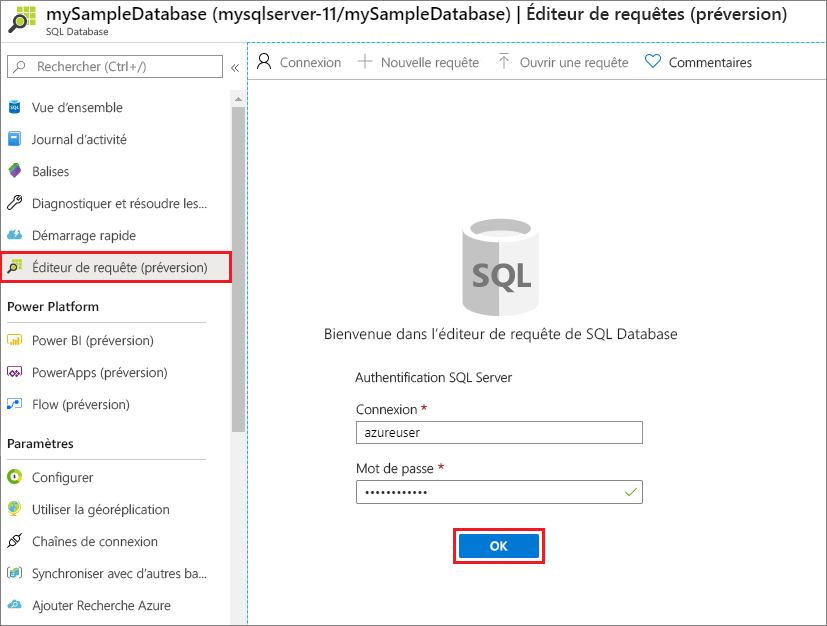 mySampleDatabase (mysqlserver-11/mySampleDatabase) | Éditeur de requêtes (préversion)
SQL Database
Rechercher (Ctrl+/)
«
Connexion
Nouvelle requête
Ouvrir une requête
Commentaires
SQL
Vue d'ensemble
Journal d'activité
Balises
Diagnostiquer et résoudre les...
Démarrage rapide
Éditeur de requête (préversion)
Power Platform
Power BI (préversion)
PowerApps (préversion)
Flow (préversion)
Paramètres
Configurer
Utiliser la géoréplication
Chaînes de connexion
Synchroniser avec d'autres ba...
Ajouter Recherche Azure
SQL
Bienvenue dans l'éditeur de requête de SQL Database
Authentification SQL Server
Connexion *
azureuser
Mot de passe *
••••••••••••
OK